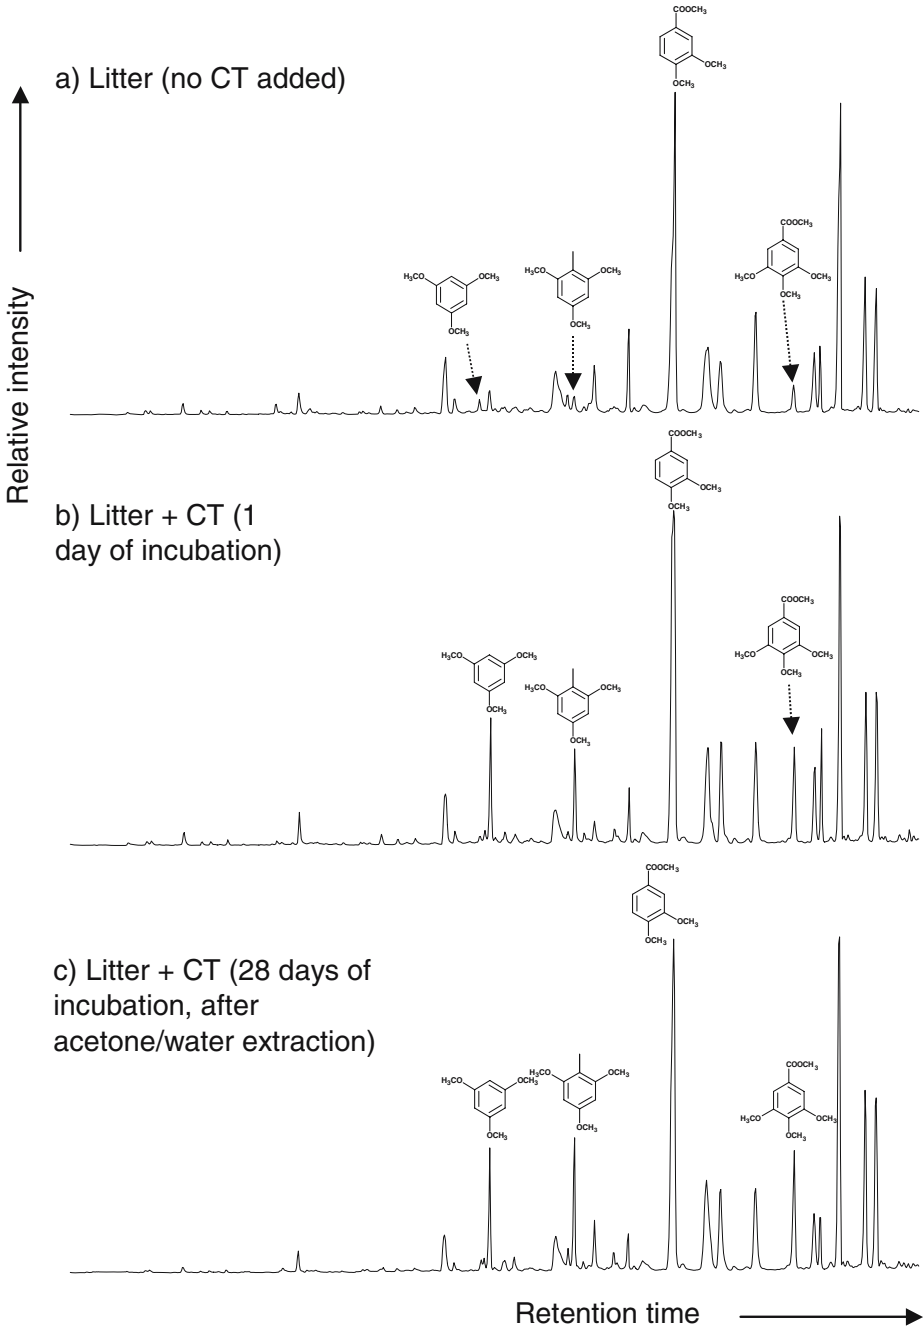 COOCH₃
a) Litter (no CT added)
OCH₃
OCH₃
COOCH₃
H₃CO OCH₃
H₃CO OCH₃
H₃CO OCH₃
OCH₃
OCH₃
OCH₃
Relative intensity
COOCH₃
b) Litter + CT (1
day of incubation)
OCH₃
OCH₃
COOCH₃
H₃CO OCH₃
H₃CO OCH₃
H₃CO OCH₃
OCH₃
OCH₃
OCH₃
COOCH₃
OCH₃
OCH₃
c) Litter + CT (28 days of
incubation, after
acetone/water extraction)
COOCH₃
H₃CO OCH₃
H₃CO OCH₃
H₃CO OCH₃
OCH₃
OCH₃
OCH₃
Retention time